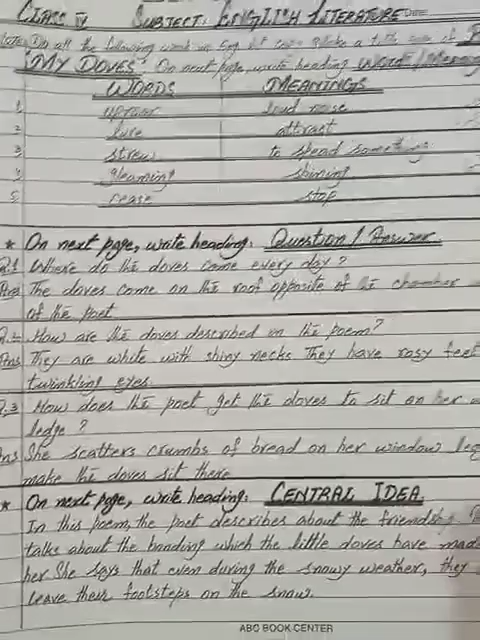 CLASS IV SUBJECT: ENGLISH LITERATURE
Note: Do all the following work in Eng Lit copy. Make a title
"MY DOVES". On next page, write heading Words/
WORDS MEANINGS
1. uproar loud noise
2 lure attract
3 strew to spead something
3 gleaming shining
5 cease stop
* On next page, write heading: Question / Answer
Q.1 Where do the doves come every day?
Ans The doves come on the roof opposite of the chamber
of the poet
How are the doves described in the poem?
Ans They are white with shiny necks They have rosy feet
twinkling eyes
Q.3 How does the poet get the doves to sit on her
ledge?
Ans She scatters crumbs of bread on her window
make the doves sit there
* On next page, write heading: CENTRAL IDEA
In this poem, the poet describes about the friendship
talks about the bonding which the little doves have made
her She says that even during the snowy weather, they
leave their footsteps on the snow.
ABC BOOK CENTER